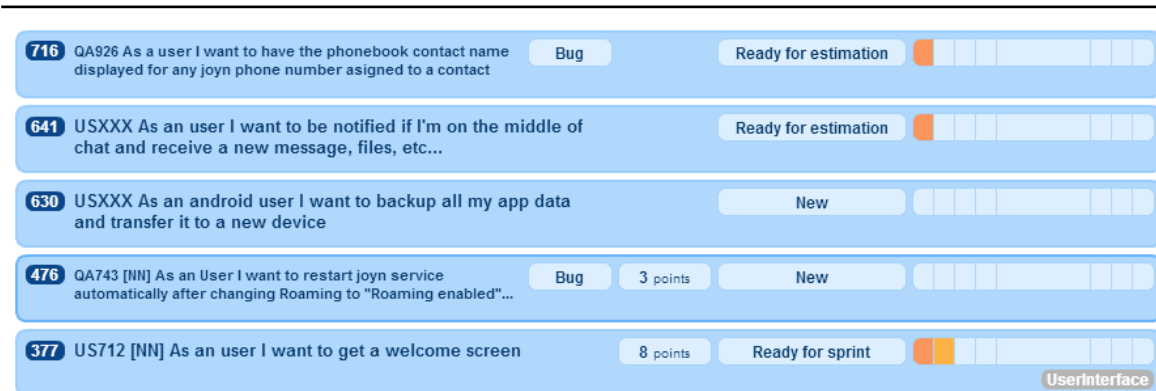 716 QA926 As a user I want to have the phonebook contact name Bug Ready for estimation
displayed for any joyn phone number asigned to a contact
641 USXXX As an user I want to be notified if I'm on the middle of Ready for estimation
chat and receive a new message, files, etc...
630 USXXX As an android user I want to backup all my app data New
and transfer it to a new device
476 QA743 [NN] As an User I want to restart joyn service Bug 3 points New
automatically after changing Roaming to "Roaming enabled"...
377 US712 [NN] As an user I want to get a welcome screen 8 points Ready for sprint
UserInterface